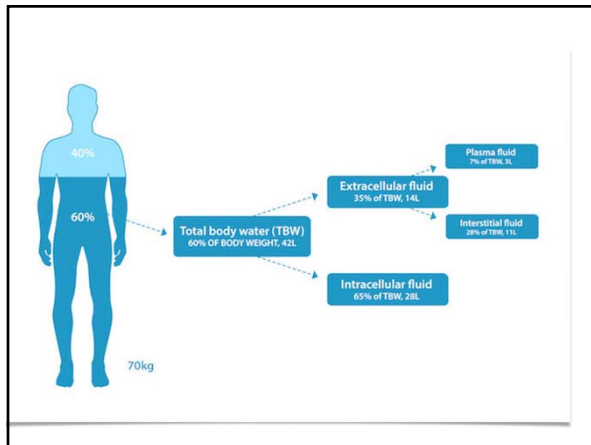 40%
60%
Total body water (TBW)
60% OF BODY WEIGHT, 42L
Extracellular fluid
35% of TBW, 14L
Plasma fluid
7% of TBW, 3L
Interstitial fluid
28% of TBW, 11L
Intracellular fluid
65% of TBW, 28L
70kg